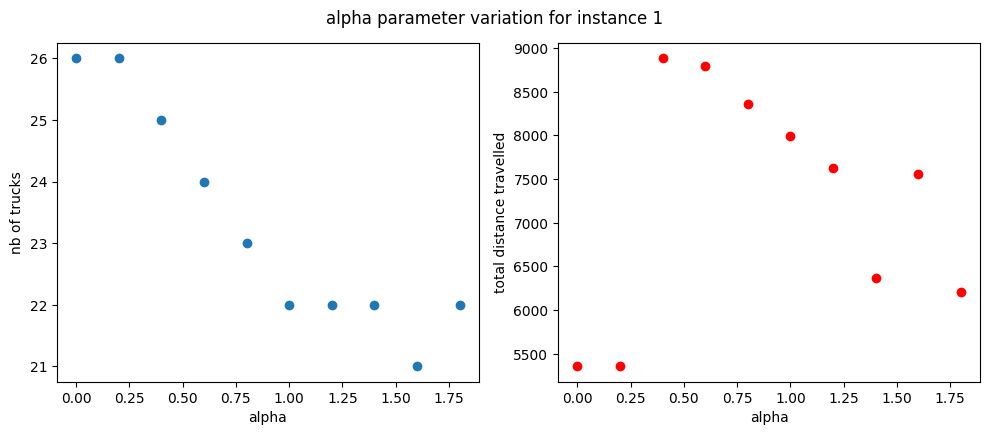 alpha parameter variation for instance 1
nb of trucks
26
25
24
23
22
21
0.00 0.25 0.50 0.75 1.00 1.25 1.50 1.75
alpha
total distance travelled
9000
8500
8000
7500
7000
6500
6000
5500
0.00 0.25 0.50 0.75 1.00 1.25 1.50 1.75
alpha